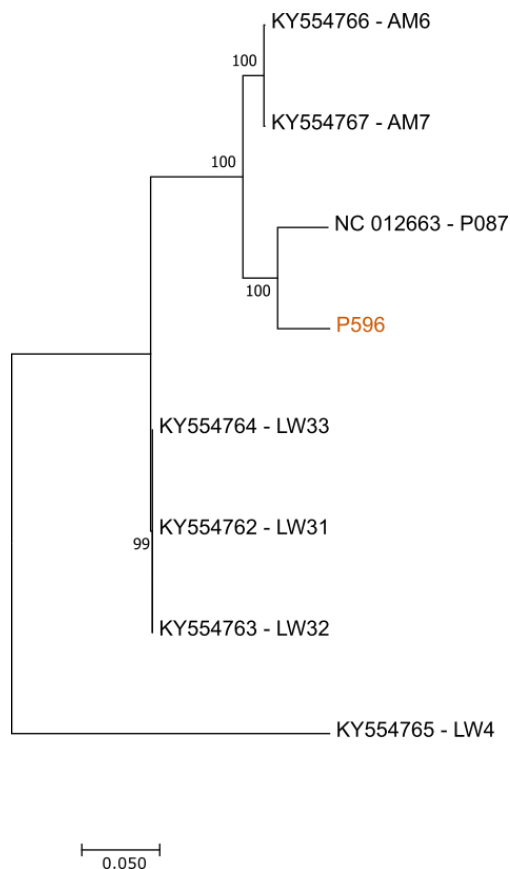 KY554766 - AM6
100
KY554767 - AM7
100
NC 012663 - P087
100
P596
KY554764 - LW33
KY554762 - LW31
99
KY554763 - LW32
KY554765 - LW4
0.050